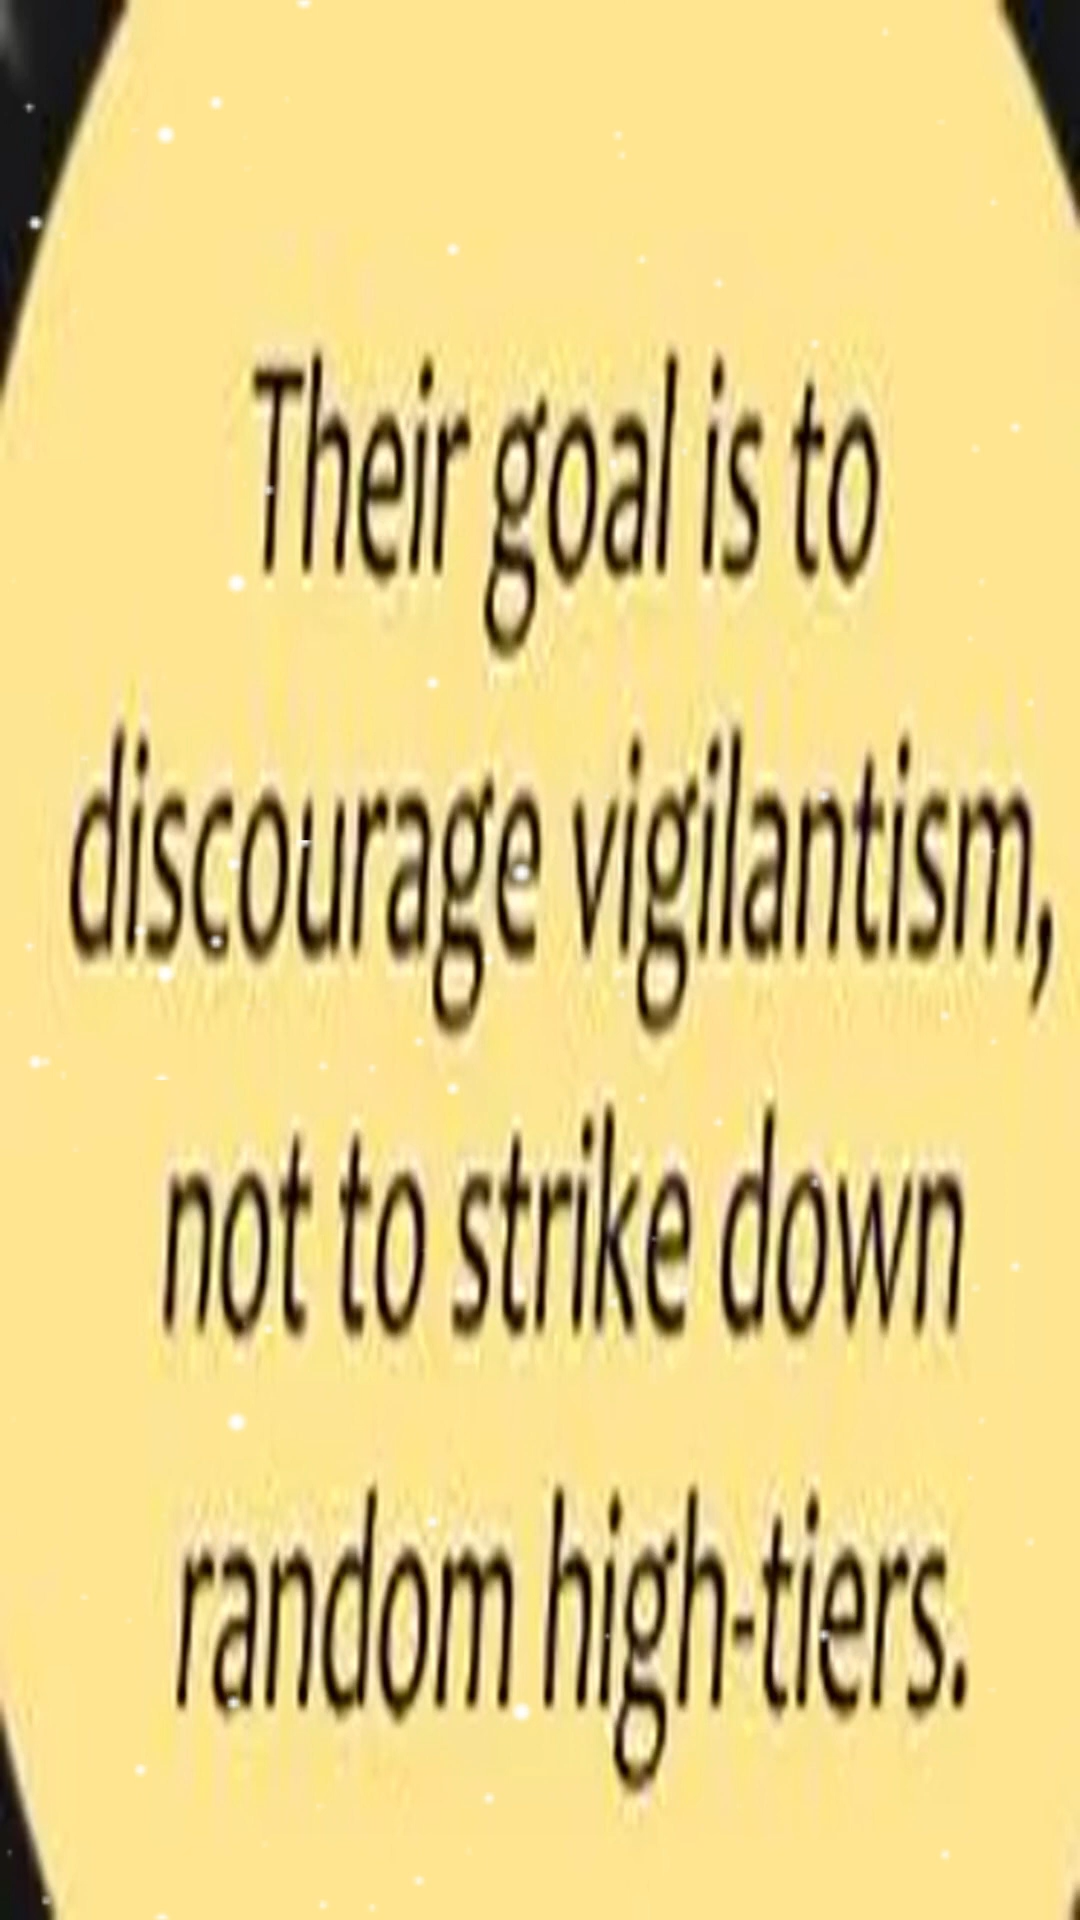 Their goal is to
discourage vigilantism,
not to strike down
random high-tiers.